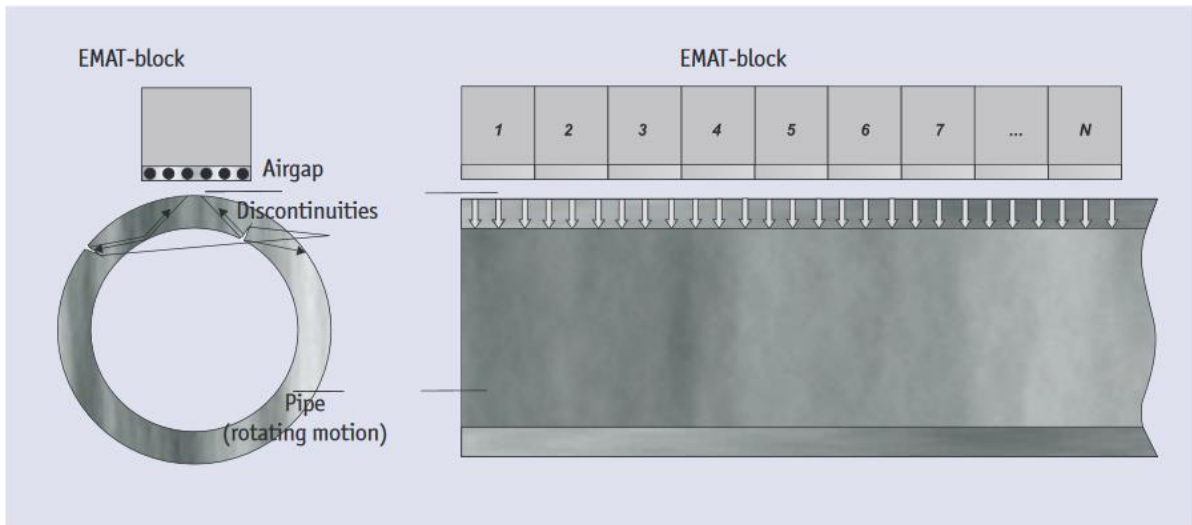 EMAT-block
EMAT-block
1 2 3 4 5 6 7 ... N
Airgap
Discontinuities
Pipe
(rotating motion)